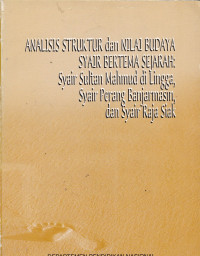 ANALISIS STRUKTUR dan NILAI BUDAYA
SYAIR BERTEMA SEJARAH:
Syair Sultan Mahmud di Lingga,
Syair Perang Banjarmasin,
dan Syair Raja Siak
DEPARTEMEN PENDIDIKAN NASIONAL